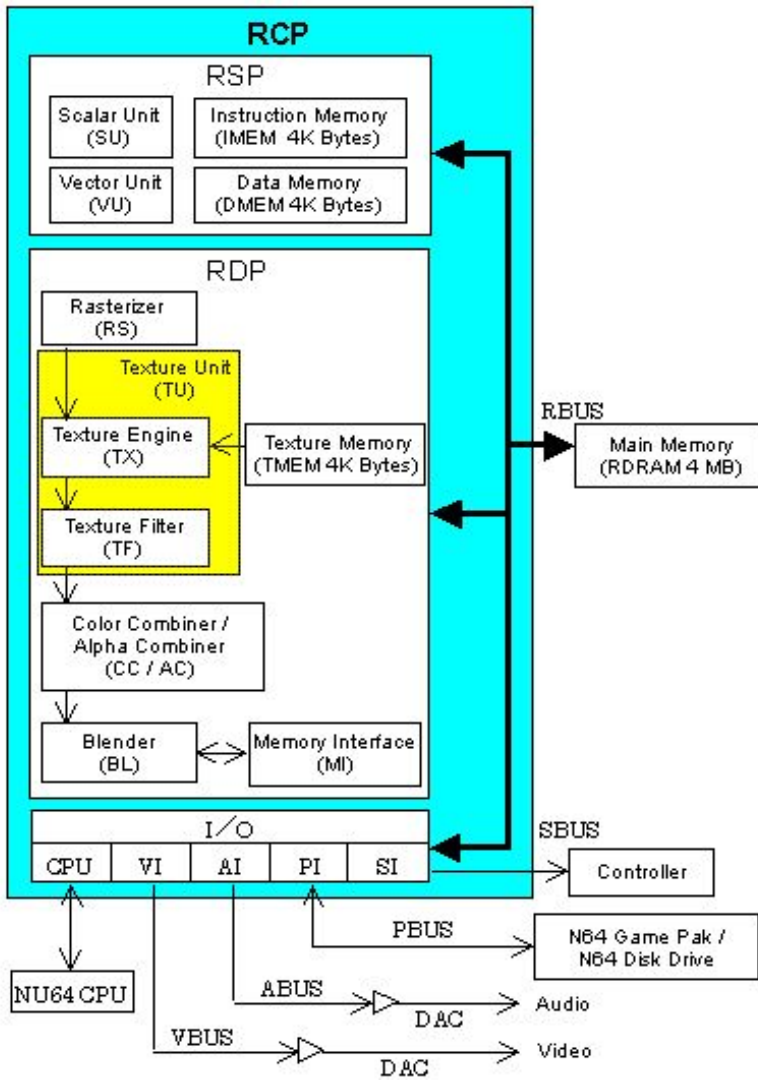 RCP
RSP
Scalar Unit
(SU)
Instruction Memory
(IMEM 4K Bytes)
Vector Unit
(VU)
Data Memory
(DMEM 4K Bytes)
RDP
Rasterizer
(RS)
Texture Unit
(TU)
Texture Engine
(TX)
Texture Memory
(TMEM 4K Bytes)
RBUS
Main Memory
(RDRAM 4 MB)
Texture Filter
(TF)
Color Combiner /
Alpha Combiner
(CC / AC)
Blender
(BL)
Memory Interface
(MI)
I/O
CPU
VI
AI
PI
SI
SBUS
Controller
PBUS
N64 Game Pak /
N64 Disk Drive
NU64 CPU
ABUS
DAC
Audio
VBUS
DAC
Video